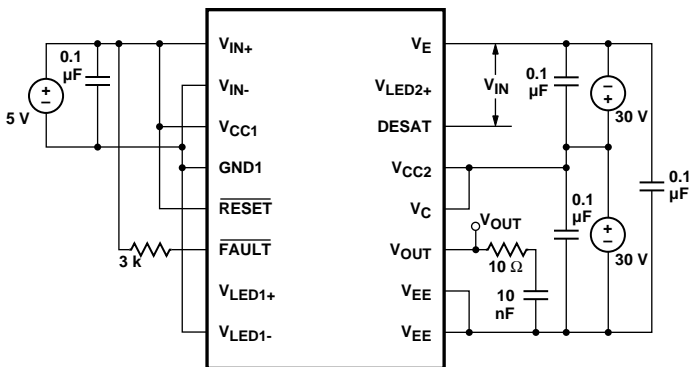 0.1
µF
5 V
+
−
3 k
VIN+
VIN-
VCC1
GND1
RESET
FAULT
VLED1+
VLED1-
VE
VLED2+
DESAT
VCC2
VC
VOUT
VEE
VEE
VIN
VOUT
10 Ω
10
nF
0.1
µF
−
+
30 V
0.1
µF
+
−
30 V
0.1
µF